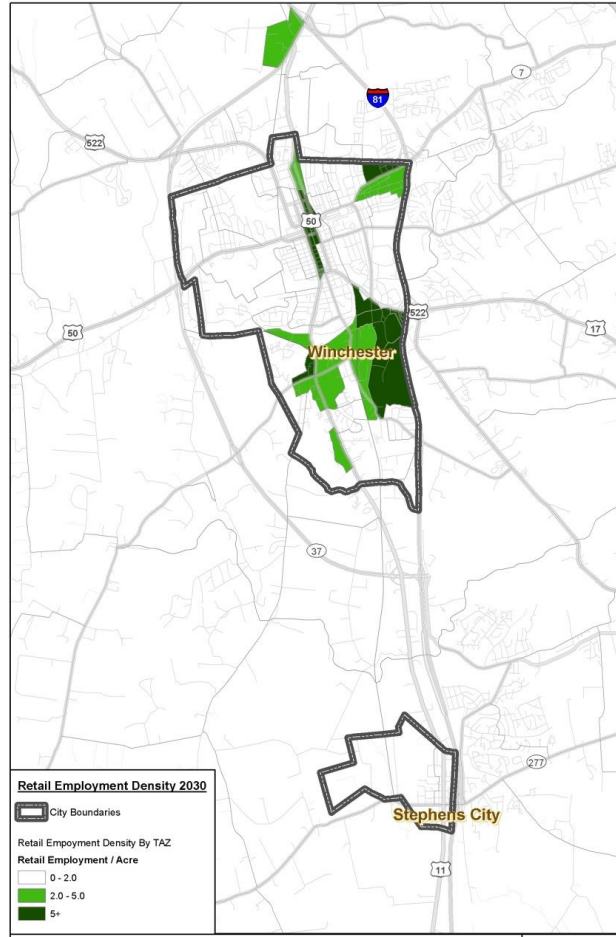 7
81
522
50
522
50
17
Winchester
37
277
Stephens City
11
Retail Employment Density 2030
City Boundaries
Retail Empoyment Density By TAZ
Retail Employment / Acre
0 - 2.0
2.0 - 5.0
5+